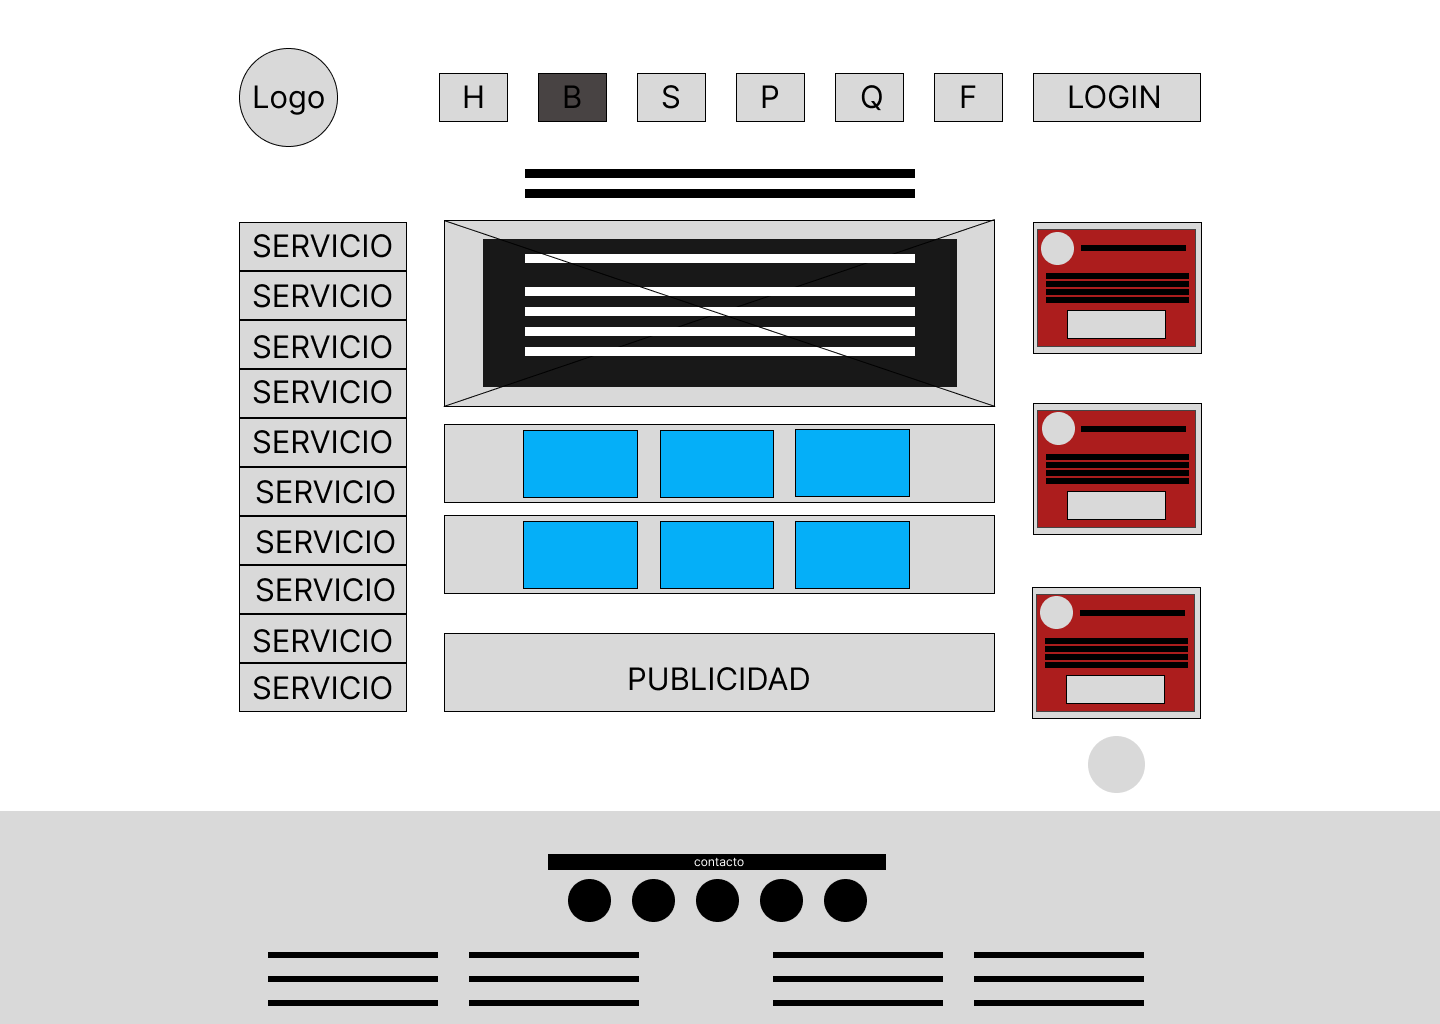 Logo
H
B
S
P
Q
F
LOGIN
SERVICIO
SERVICIO
SERVICIO
SERVICIO
SERVICIO
SERVICIO
SERVICIO
SERVICIO
SERVICIO
SERVICIO
PUBLICIDAD
contacto